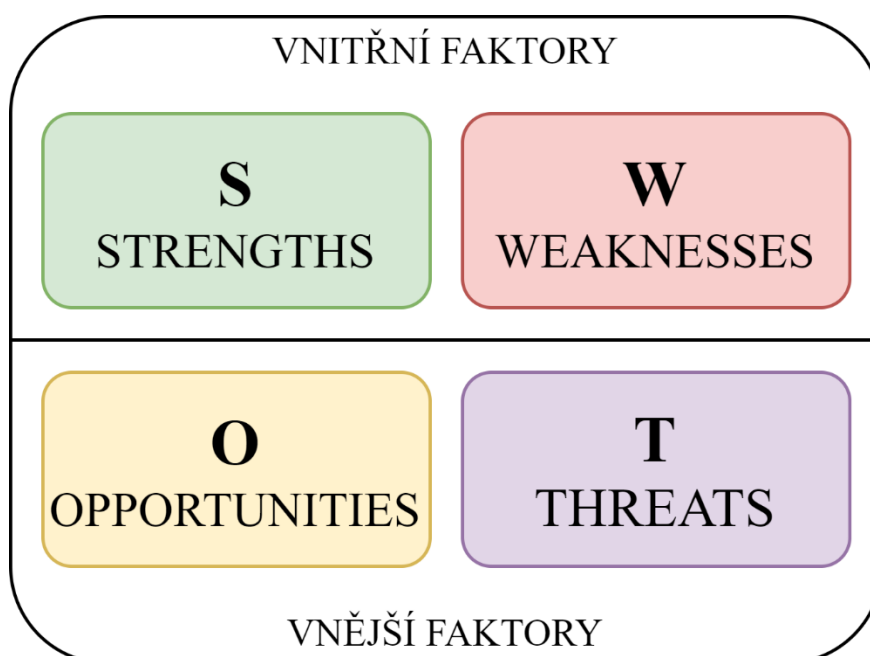 VNITŘNÍ FAKTORY
S
STRENGTHS
W
WEAKNESSES
O
OPPORTUNITIES
T
THREATS
VNĚJŠÍ FAKTORY